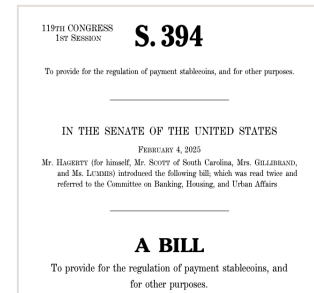 119TH CONGRESS
1ST SESSION
S. 394
To provide for the regulation of payment stablecoins, and for other purposes.
IN THE SENATE OF THE UNITED STATES
FEBRUARY 4, 2025
Mr. HAGERTY (for himself, Mr. SCOTT of South Carolina, Mrs. GILLIBRAND,
and Ms. LUMMIS) introduced the following bill; which was read twice and
referred to the Committee on Banking, Housing, and Urban Affairs
A BILL
To provide for the regulation of payment stablecoins, and
for other purposes.